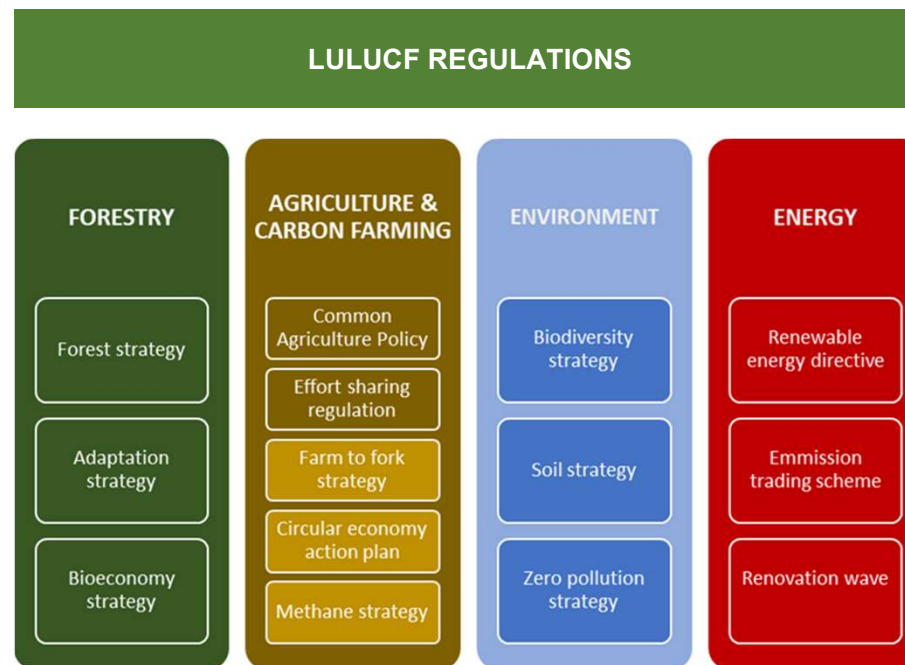 LULUCF REGULATIONS
FORESTRY
Forest strategy
Adaptation
strategy
Bioeconomy
strategy
AGRICULTURE &
CARBON FARMING
Common
Agriculture Policy
Effort sharing
regulation
Farm to fork
strategy
Circular economy
action plan
Methane strategy
ENVIRONMENT
Biodiversity
strategy
Soil strategy
Zero pollution
strategy
ENERGY
Renewable
energy directive
Emmission
trading scheme
Renovation wave